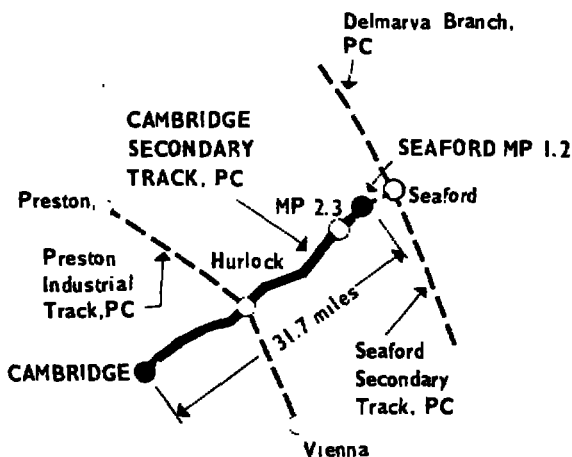 Delmarva Branch,
PC
CAMBRIDGE
SECONDARY
TRACK, PC
SEAFORD MP 1.2
Preston,
MP 2.3
Seaford
Preston
Industrial
Track,PC
Hurlock
31.7 miles
CAMBRIDGE
Seaford
Secondary
Track, PC
Vienna